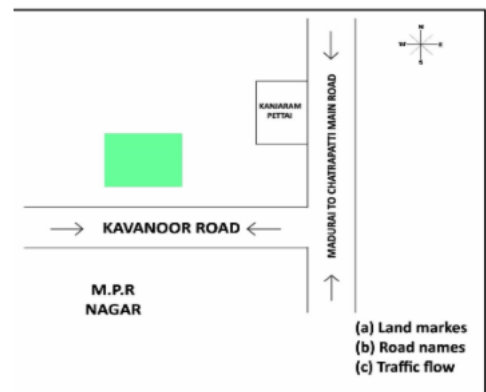 N
W E
S
KANJARAM
PETTAI
MADURAI TO CHATRAPATTI MAIN ROAD
KAVANOOR ROAD
M.P.R
NAGAR
(a) Land markes
(b) Road names
(c) Traffic flow